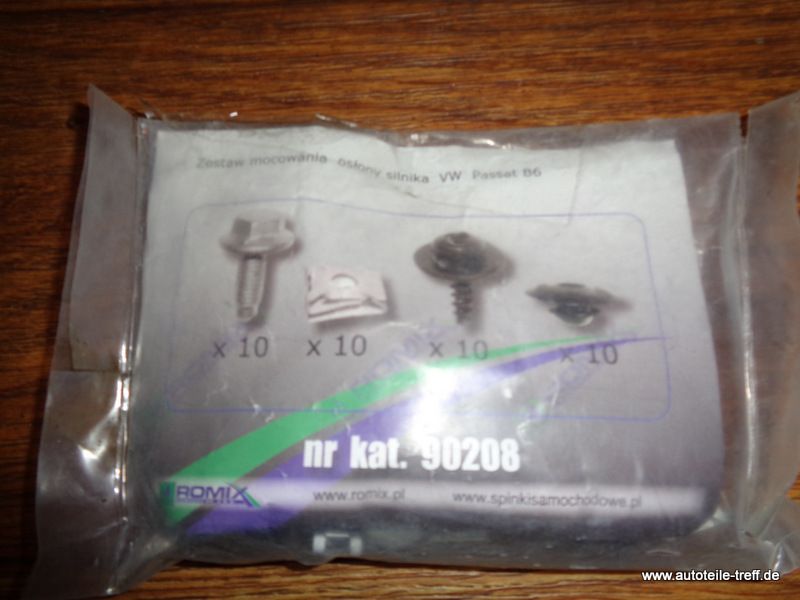 Zestaw mocowania osłony silnika VW Passat B6
x 10 x 10 x 10 x 10
nr kat. 90208
ROMIX www.romix.pl www.spinkisamochodowe.pl
www.autoteile-treff.de